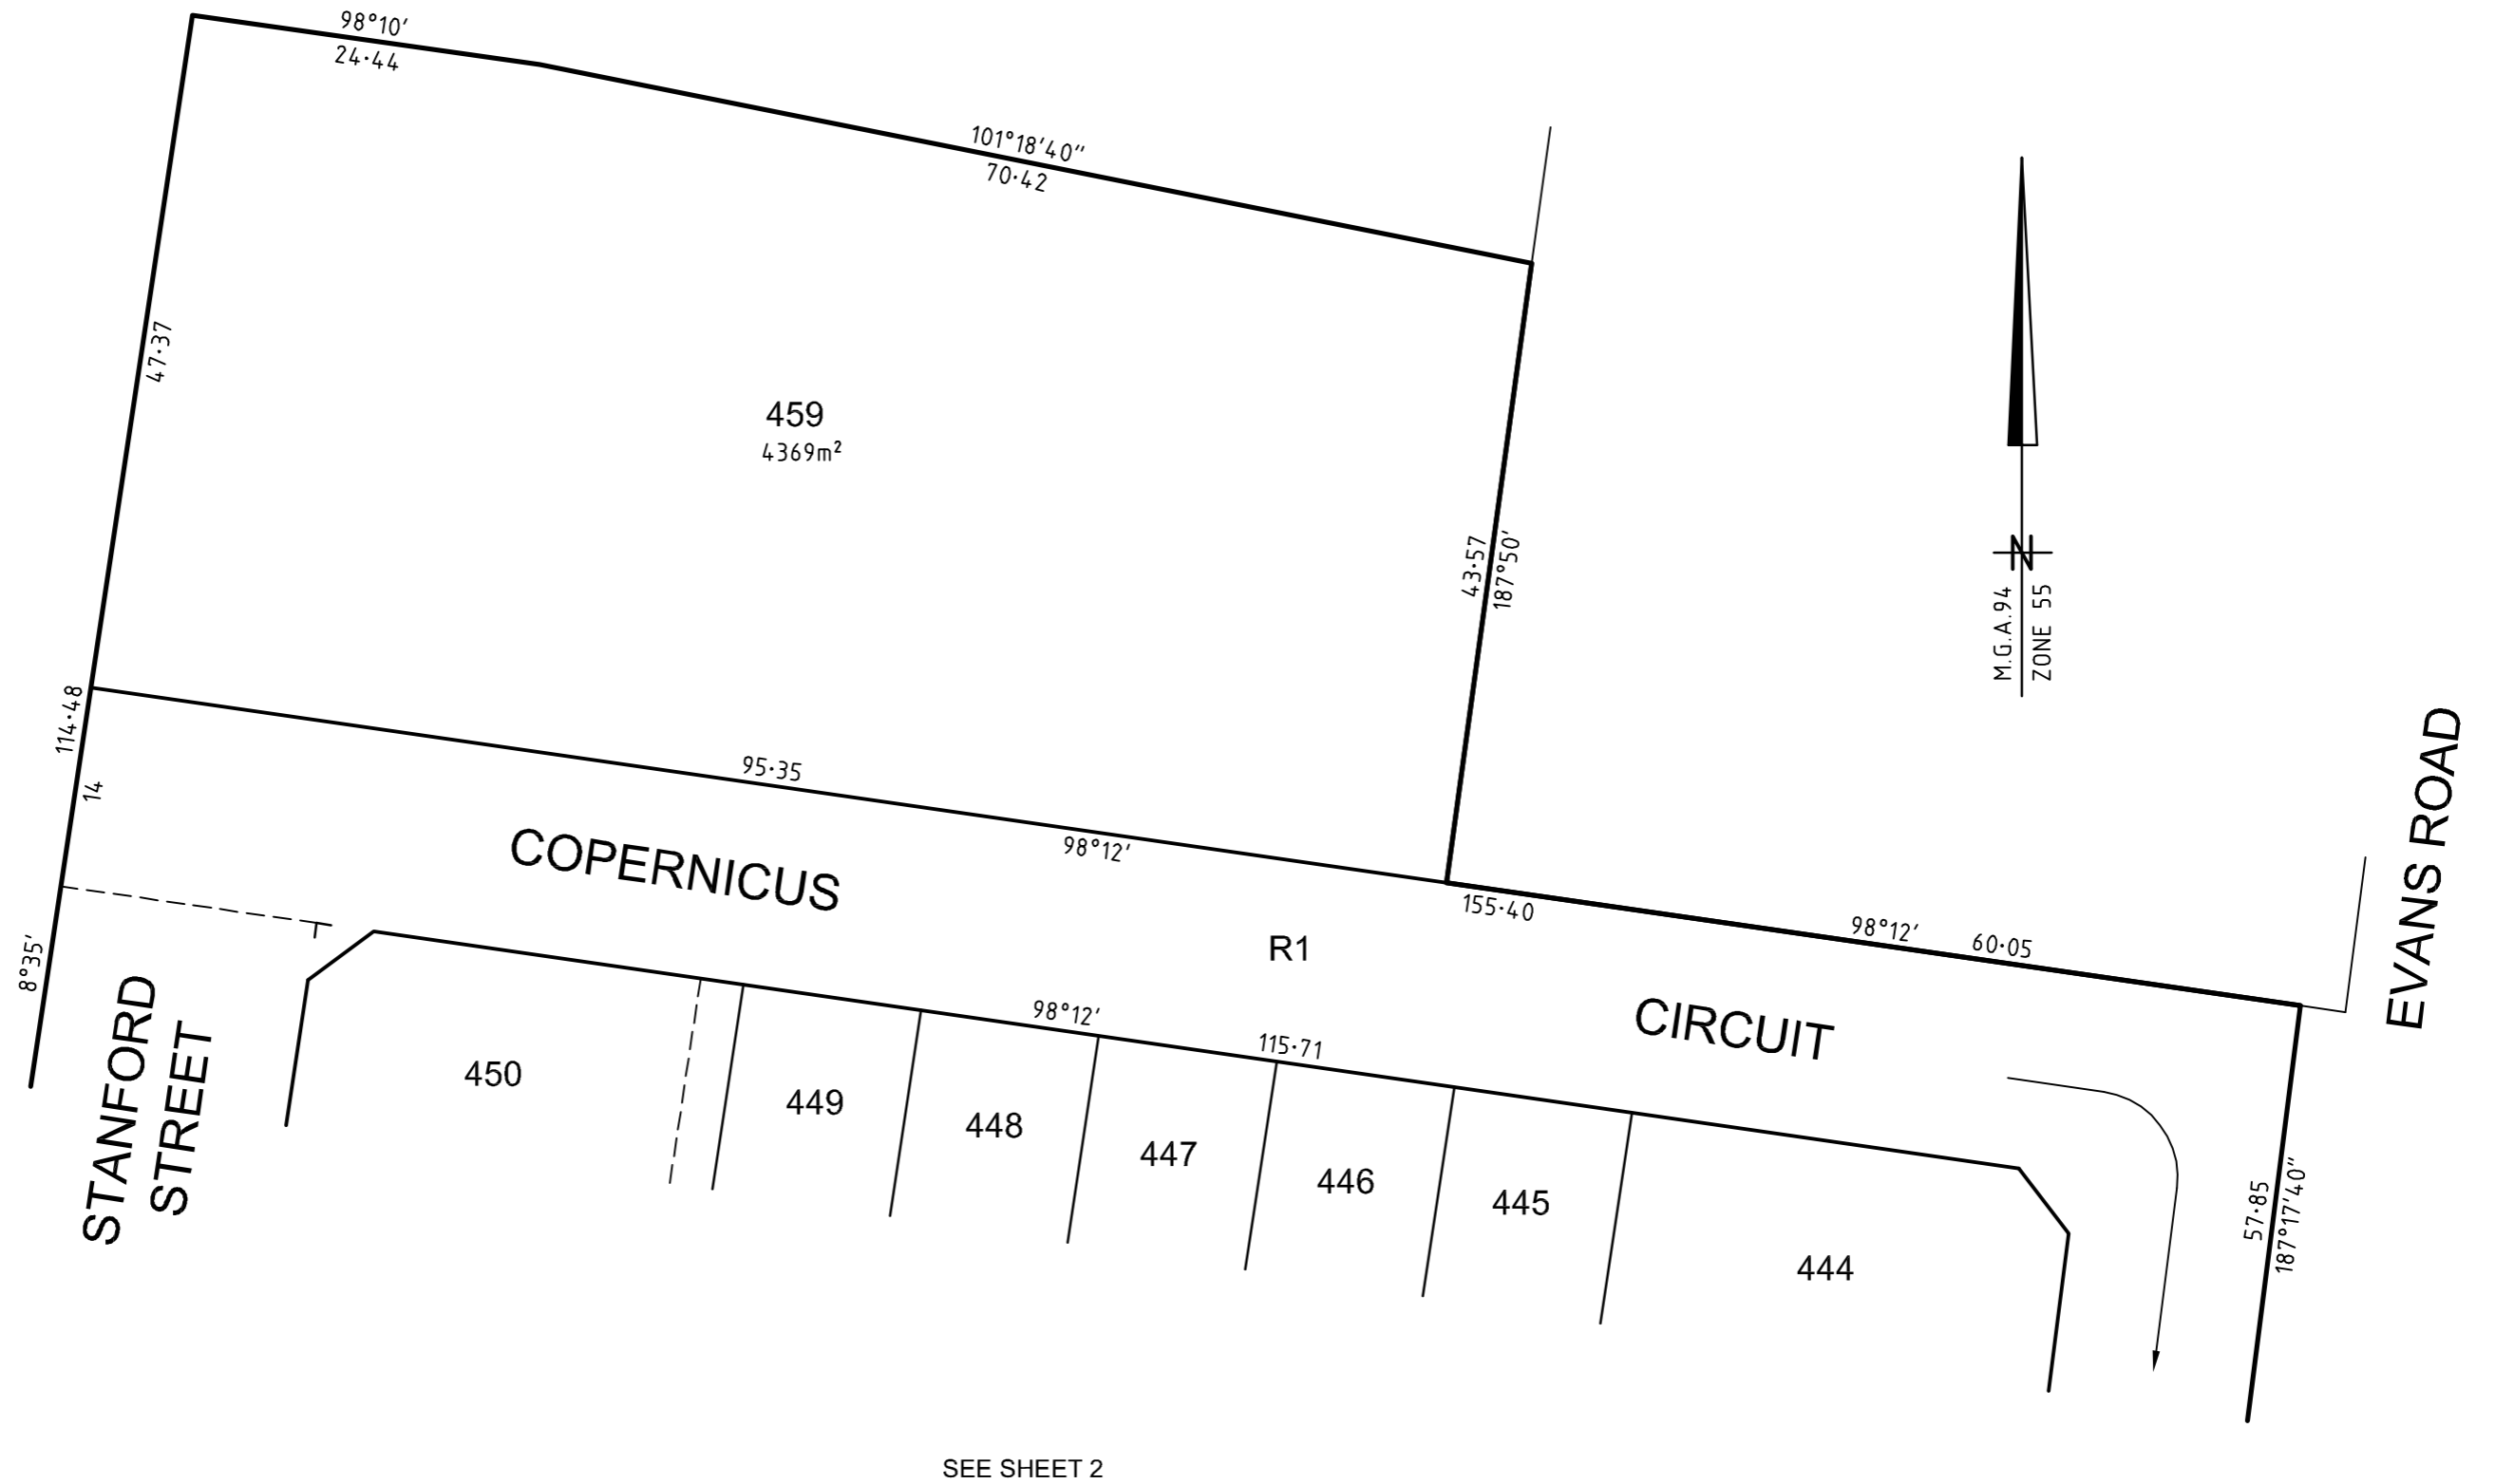 98°10′
24·44
101°18′40″
70·42
47·37
459
4369m²
43·57
187°50′
N
M.G.A.94
ZONE 55
114·48
14
95·35
98°12′
COPERNICUS
155·40
98°12′
60·05
EVANS ROAD
8°35′
R1
STANFORD
STREET
98°12′
115·71
CIRCUIT
450
449
448
447
446
445
444
57·85
187°17′40″
SEE SHEET 2